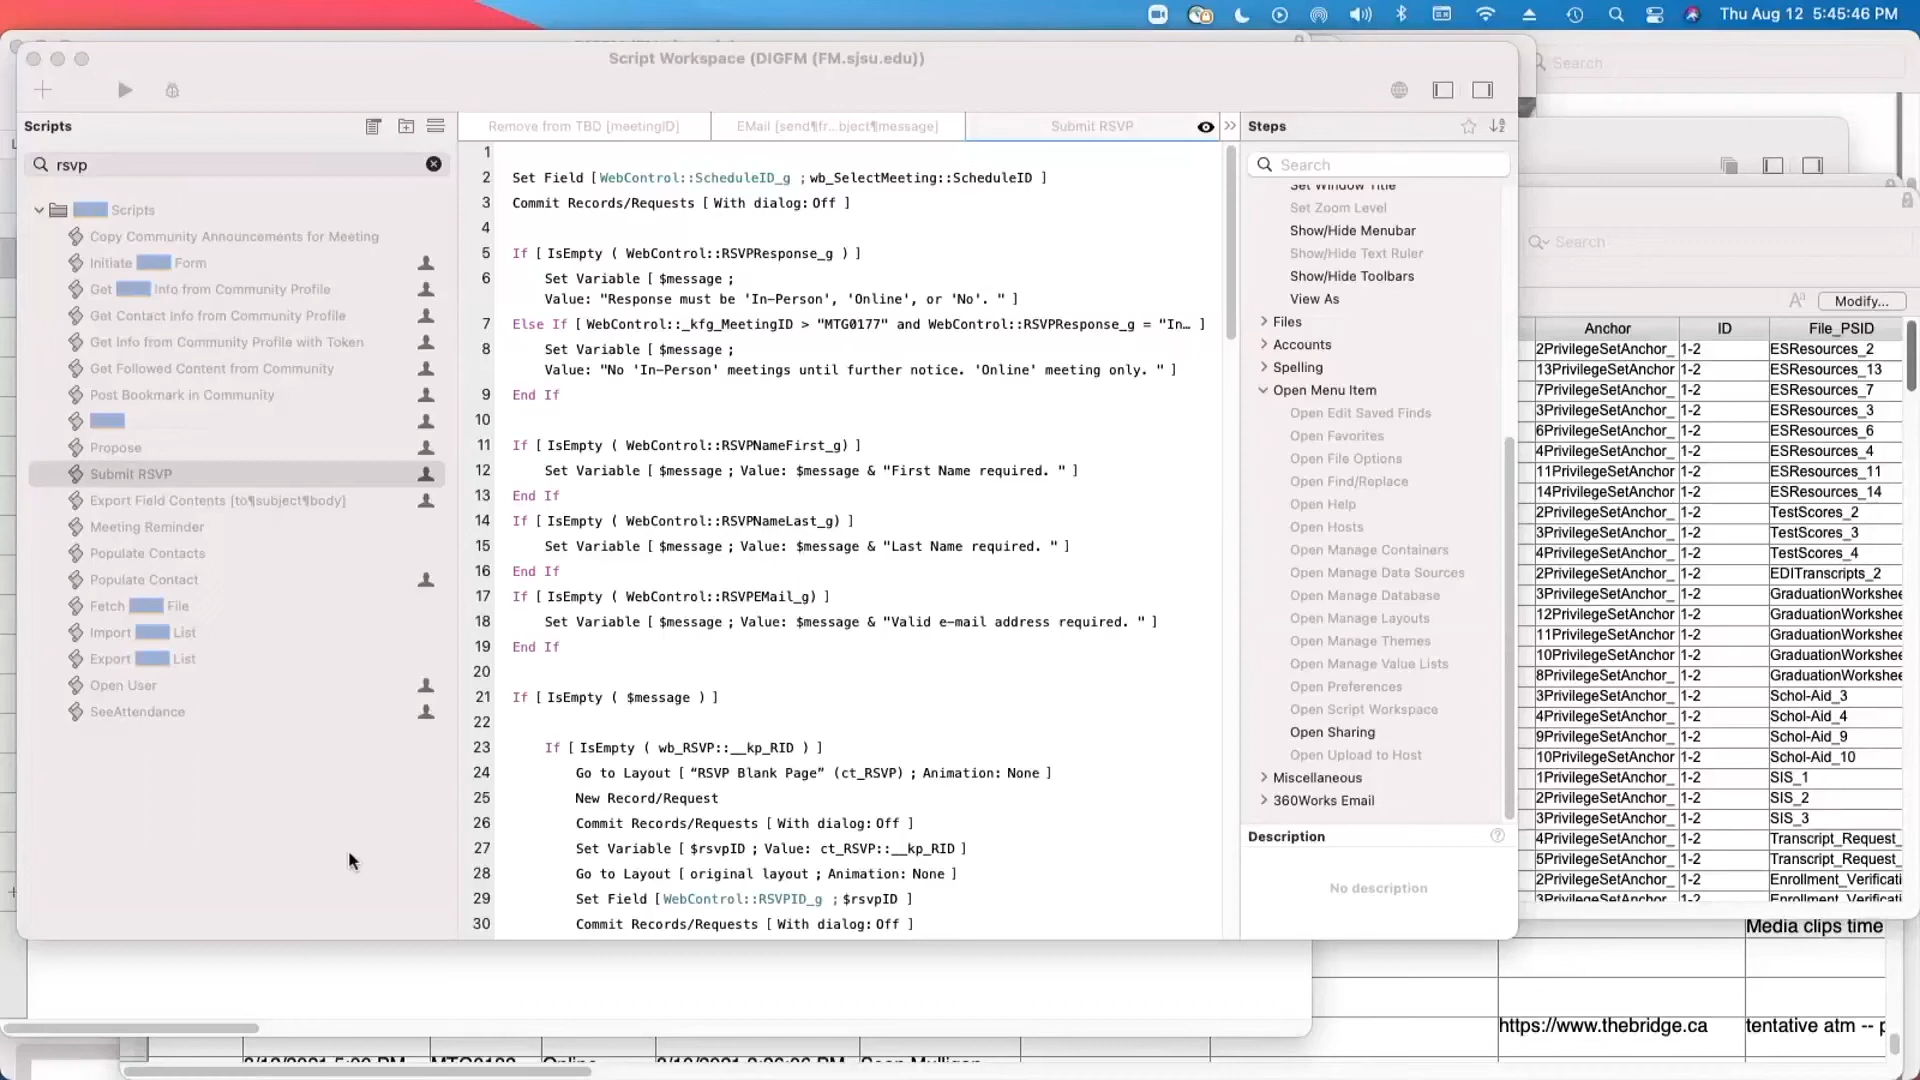 Thu Aug 12 5:45:46 PM
Script Workspace (DIGFM (FM.sjsu.edu))
Search
Scripts
rsvp
Scripts
Copy Community Announcements for Meeting
Initiate Form
Get Info from Community Profile
Get Contact Info from Community Profile
Get Info from Community Profile with Token
Get Followed Content from Community
Post Bookmark in Community
Propose
Submit RSVP
Export Field Contents [to¶subject¶body]
Meeting Reminder
Populate Contacts
Populate Contact
Fetch File
Import List
Export List
Open User
SeeAttendance
Remove from TBD [meetingID]
EMail [send¶fr...bject¶message]
Submit RSVP
1
2 Set Field [ WebControl::ScheduleID_g ; wb_SelectMeeting::ScheduleID ]
3 Commit Records/Requests [ With dialog: Off ]
4
5 If [ IsEmpty ( WebControl::RSVPResponse_g ) ]
6 Set Variable [ $message ;
Value: "Response must be 'In-Person', 'Online', or 'No'. " ]
7 Else If [ WebControl::_kfg_MeetingID > "MTG0177" and WebControl::RSVPResponse_g = "In… ]
8 Set Variable [ $message ;
Value: "No 'In-Person' meetings until further notice. 'Online' meeting only. " ]
9 End If
10
11 If [ IsEmpty ( WebControl::RSVPNameFirst_g) ]
12 Set Variable [ $message ; Value: $message & "First Name required. " ]
13 End If
14 If [ IsEmpty ( WebControl::RSVPNameLast_g) ]
15 Set Variable [ $message ; Value: $message & "Last Name required. " ]
16 End If
17 If [ IsEmpty ( WebControl::RSVPEMail_g) ]
18 Set Variable [ $message ; Value: $message & "Valid e-mail address required. " ]
19 End If
20
21 If [ IsEmpty ( $message ) ]
22
23 If [ IsEmpty ( wb_RSVP::__kp_RID ) ]
24 Go to Layout [ “RSVP Blank Page” (ct_RSVP) ; Animation: None ]
25 New Record/Request
26 Commit Records/Requests [ With dialog: Off ]
27 Set Variable [ $rsvpID ; Value: ct_RSVP::__kp_RID ]
28 Go to Layout [ original layout ; Animation: None ]
29 Set Field [ WebControl::RSVPID_g ; $rsvpID ]
30 Commit Records/Requests [ With dialog: Off ]
Steps
Search
Set Window Title
Set Zoom Level
Show/Hide Menubar
Show/Hide Text Ruler
Show/Hide Toolbars
View As
Files
Accounts
Spelling
Open Menu Item
Open Edit Saved Finds
Open Favorites
Open File Options
Open Find/Replace
Open Help
Open Hosts
Open Manage Containers
Open Manage Data Sources
Open Manage Database
Open Manage Layouts
Open Manage Themes
Open Manage Value Lists
Open Preferences
Open Script Workspace
Open Sharing
Open Upload to Host
Miscellaneous
360Works Email
Description
No description
Search
Modify...
Anchor ID File_PSID
2PrivilegeSetAnchor_ 1-2 ESResources_2
13PrivilegeSetAnchor 1-2 ESResources_13
7PrivilegeSetAnchor_ 1-2 ESResources_7
3PrivilegeSetAnchor_ 1-2 ESResources_3
6PrivilegeSetAnchor_ 1-2 ESResources_6
4PrivilegeSetAnchor_ 1-2 ESResources_4
11PrivilegeSetAnchor 1-2 ESResources_11
14PrivilegeSetAnchor 1-2 ESResources_14
2PrivilegeSetAnchor_ 1-2 TestScores_2
3PrivilegeSetAnchor_ 1-2 TestScores_3
4PrivilegeSetAnchor_ 1-2 TestScores_4
2PrivilegeSetAnchor_ 1-2 EDITranscripts_2
3PrivilegeSetAnchor_ 1-2 GraduationWorkshee
12PrivilegeSetAnchor 1-2 GraduationWorkshee
11PrivilegeSetAnchor 1-2 GraduationWorkshee
10PrivilegeSetAnchor 1-2 GraduationWorkshee
8PrivilegeSetAnchor_ 1-2 GraduationWorkshee
3PrivilegeSetAnchor_ 1-2 Schol-Aid_3
4PrivilegeSetAnchor_ 1-2 Schol-Aid_4
9PrivilegeSetAnchor_ 1-2 Schol-Aid_9
10PrivilegeSetAnchor 1-2 Schol-Aid_10
1PrivilegeSetAnchor_ 1-2 SIS_1
2PrivilegeSetAnchor_ 1-2 SIS_2
3PrivilegeSetAnchor_ 1-2 SIS_3
4PrivilegeSetAnchor_ 1-2 Transcript_Request_
5PrivilegeSetAnchor_ 1-2 Transcript_Request_
2PrivilegeSetAnchor_ 1-2 Enrollment_Verificati
3PrivilegeSetAnchor_ 1-2 Enrollment_Verificati
Media clips time
https://www.thebridge.ca tentative atm -- p